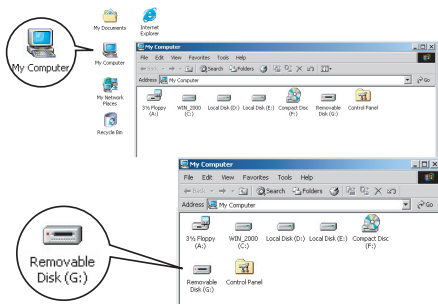 My Documents
Internet
Explorer
My Computer
My Computer
My Network
Places
Recycle Bin
My Computer
File Edit View Favorites Tools Help
Back Search Folders
Address My Computer Go
3½ Floppy
(A:)
WIN_2000
(C:)
Local Disk (D:)
Local Disk (E:)
Compact Disc
(F:)
Removable
Disk (G:)
Control Panel
My Computer
File Edit View Favorites Tools Help
Back Search Folders
Address My Computer Go
3½ Floppy
(A:)
WIN_2000
(C:)
Local Disk (D:)
Local Disk (E:)
Compact Disc
(F:)
Removable
Disk (G:)
Control Panel
Removable
Disk (G:)